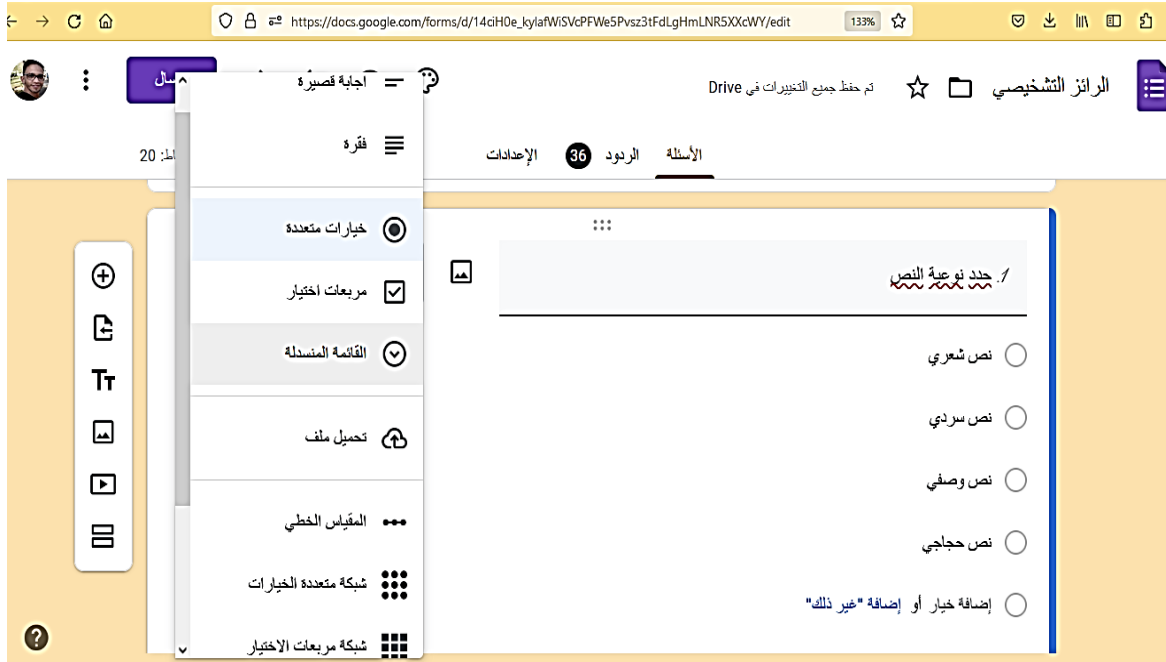 https://docs.google.com/forms/d/14ciH0e_kylafWiSVcPFWe5Pvsz3tFdLgHmLNR5XXcWY/edit
133%
الرائز التشخيصي
تم حفظ جميع التغييرات في Drive
الأسئلة
الردود 36
الإعدادات
20
1. حدد نوعية النص
نص شعري
نص سردي
نص وصفي
نص حجاجي
إضافة خيار أو إضافة "غير ذلك"
اجابة قصيرة
فقرة
خيارات متعددة
مربعات اختيار
القائمة المنسدلة
تحميل ملف
المقياس الخطي
شبكة متعددة الخيارات
شبكة مربعات الاختيار